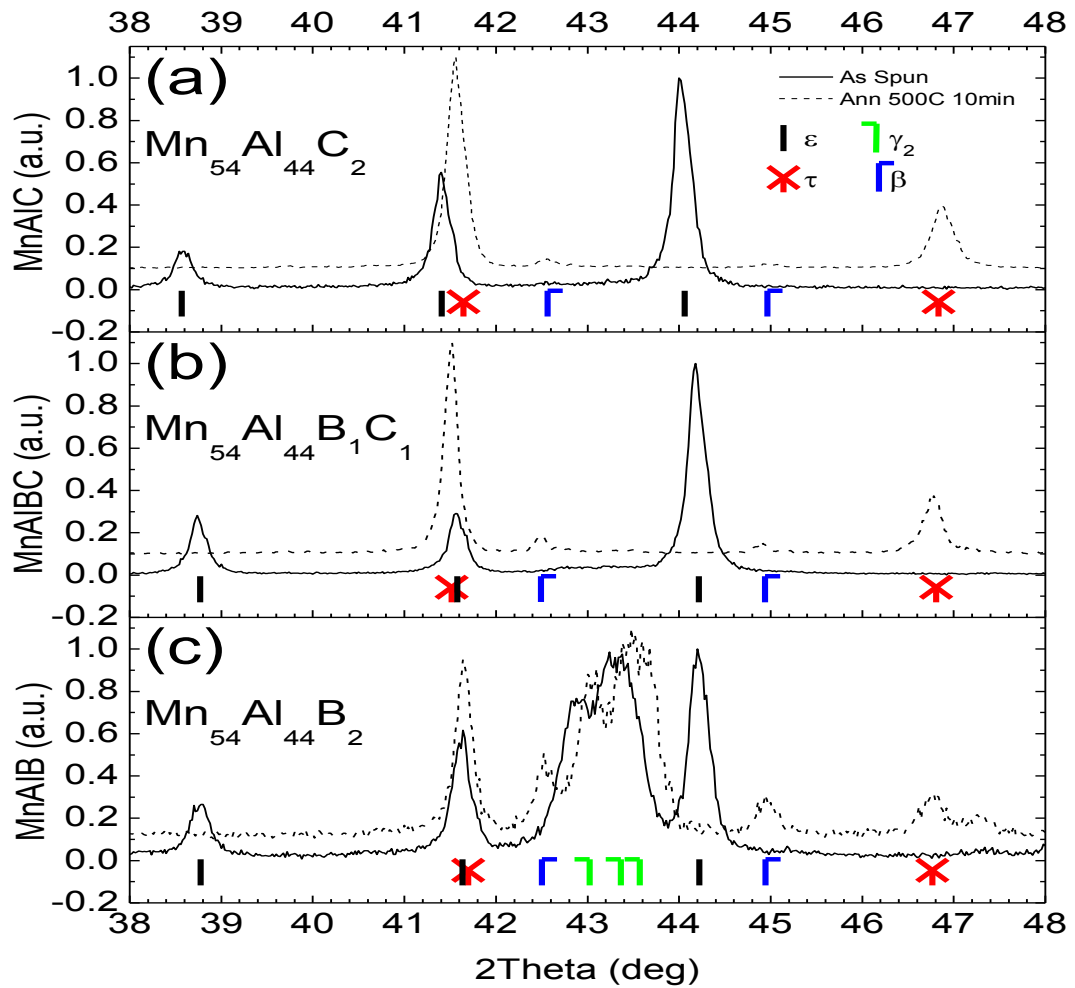 38 39 40 41 42 43 44 45 46 47 48
(a)
Mn54Al44C2
As Spun
Ann 500C 10min
ε γ2
τ β
MnAlC (a.u.)
1.0
0.8
0.6
0.4
0.2
0.0
-0.2
(b)
Mn54Al44B1C1
MnAlBC (a.u.)
1.0
0.8
0.6
0.4
0.2
0.0
-0.2
(c)
Mn54Al44B2
MnAlB (a.u.)
1.0
0.8
0.6
0.4
0.2
0.0
-0.2
38 39 40 41 42 43 44 45 46 47 48
2Theta (deg)